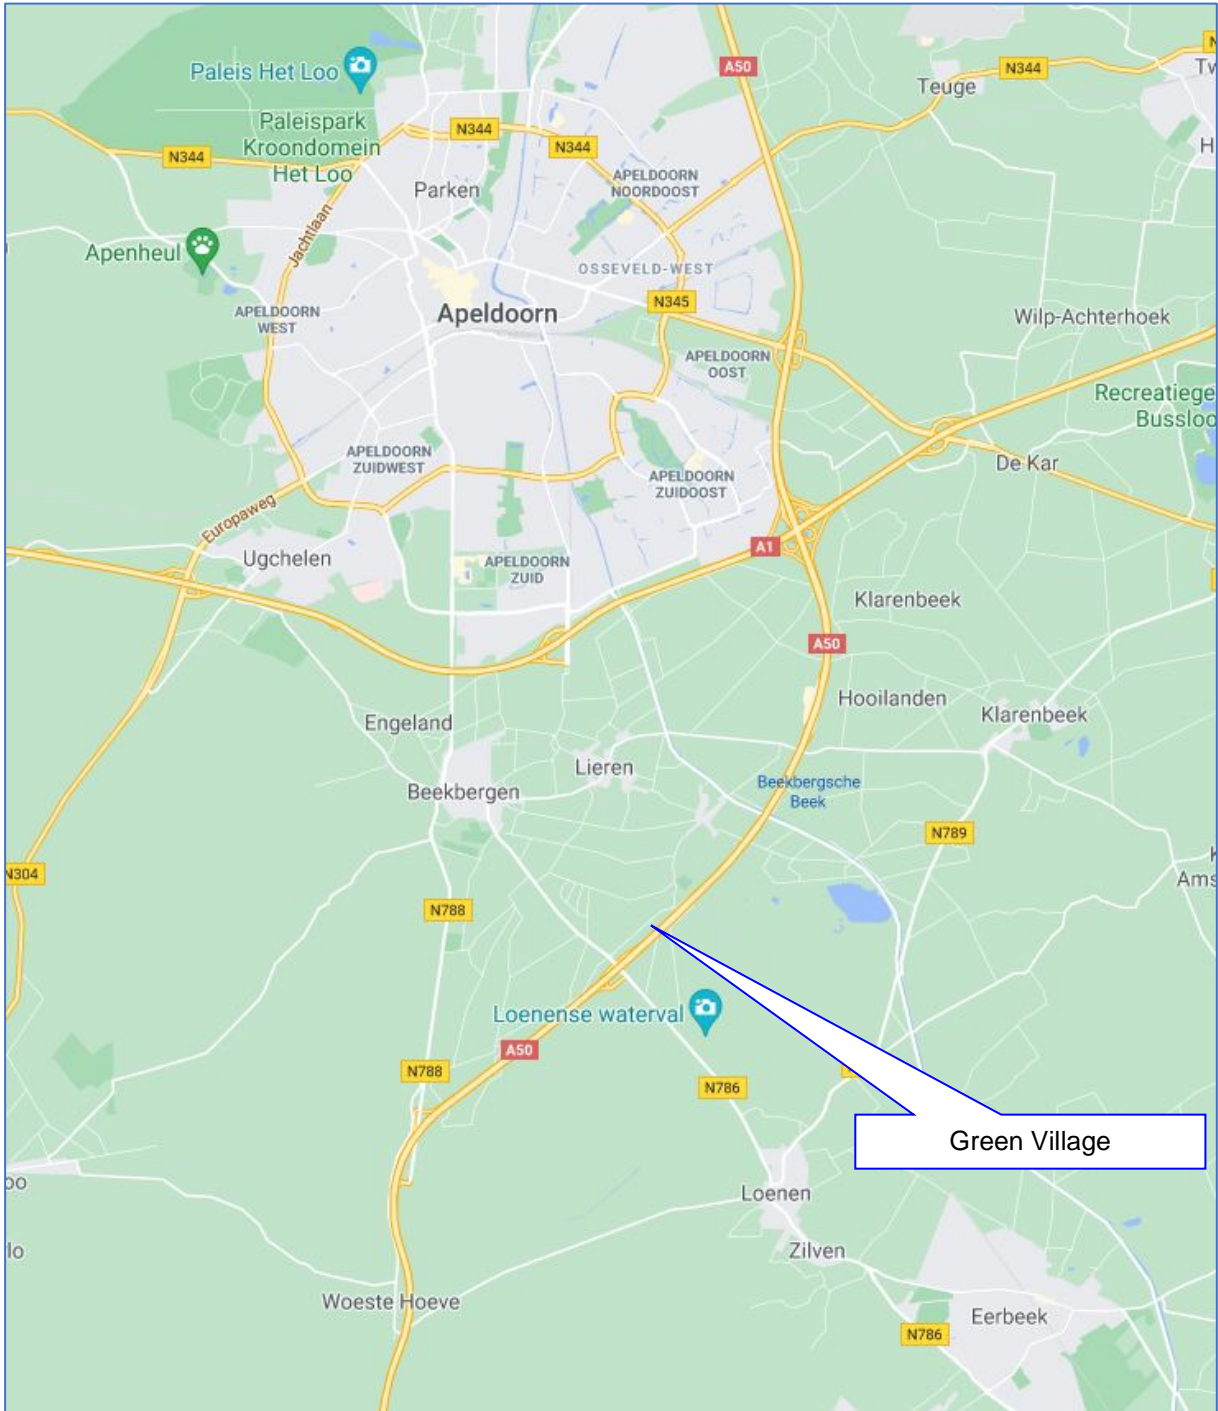 A50
N344
Paleis Het Loo
Teuge
Paleispark
Kroondomein
Het Loo
N344
N344
N344
APELDOORN
NOORDOOST
Parken
Jachtlaan
Apenheul
OSSEVELD-WEST
N345
APELDOORN
WEST
Apeldoorn
Wilp-Achterhoek
APELDOORN
OOST
Recreatiege
Bussloo
APELDOORN
ZUIDWEST
De Kar
APELDOORN
ZUIDOOST
Europaweg
A1
Ugchelen
APELDOORN
ZUID
Klarenbeek
A50
Hooilanden
Klarenbeek
Engeland
Lieren
Beekbergen
Beekbergsche
Beek
N789
N304
Ams
N788
Loenense waterval
A50
N788
N786
Green Village
oo
Loenen
lo
Zilven
Woeste Hoeve
Eerbeek
N786